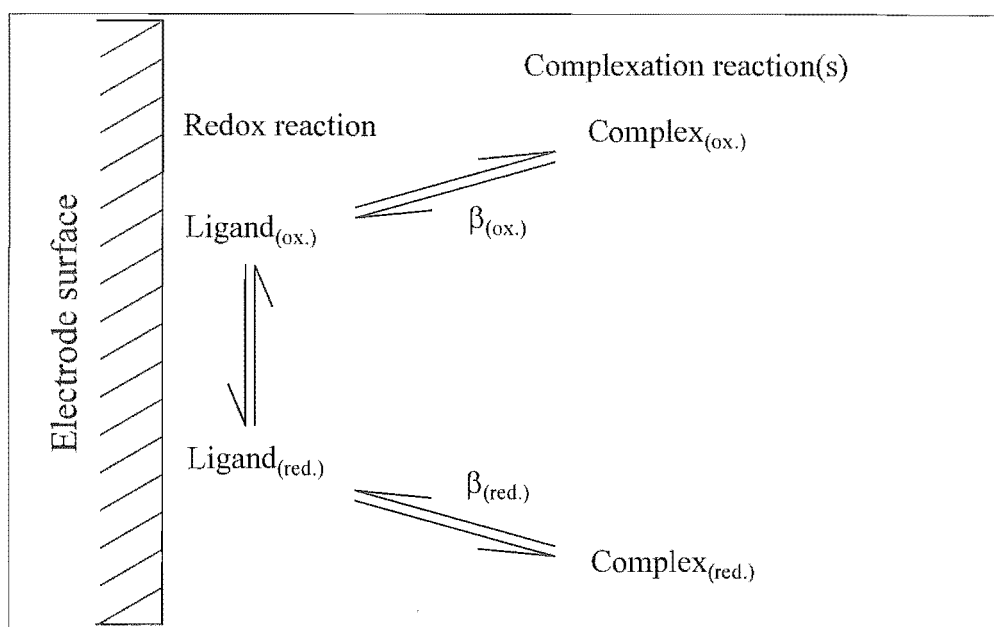 Electrode surface
Complexation reaction(s)
Redox reaction
Complex(ox.)
Ligand(ox.)
β(ox.)
Ligand(red.)
β(red.)
Complex(red.)